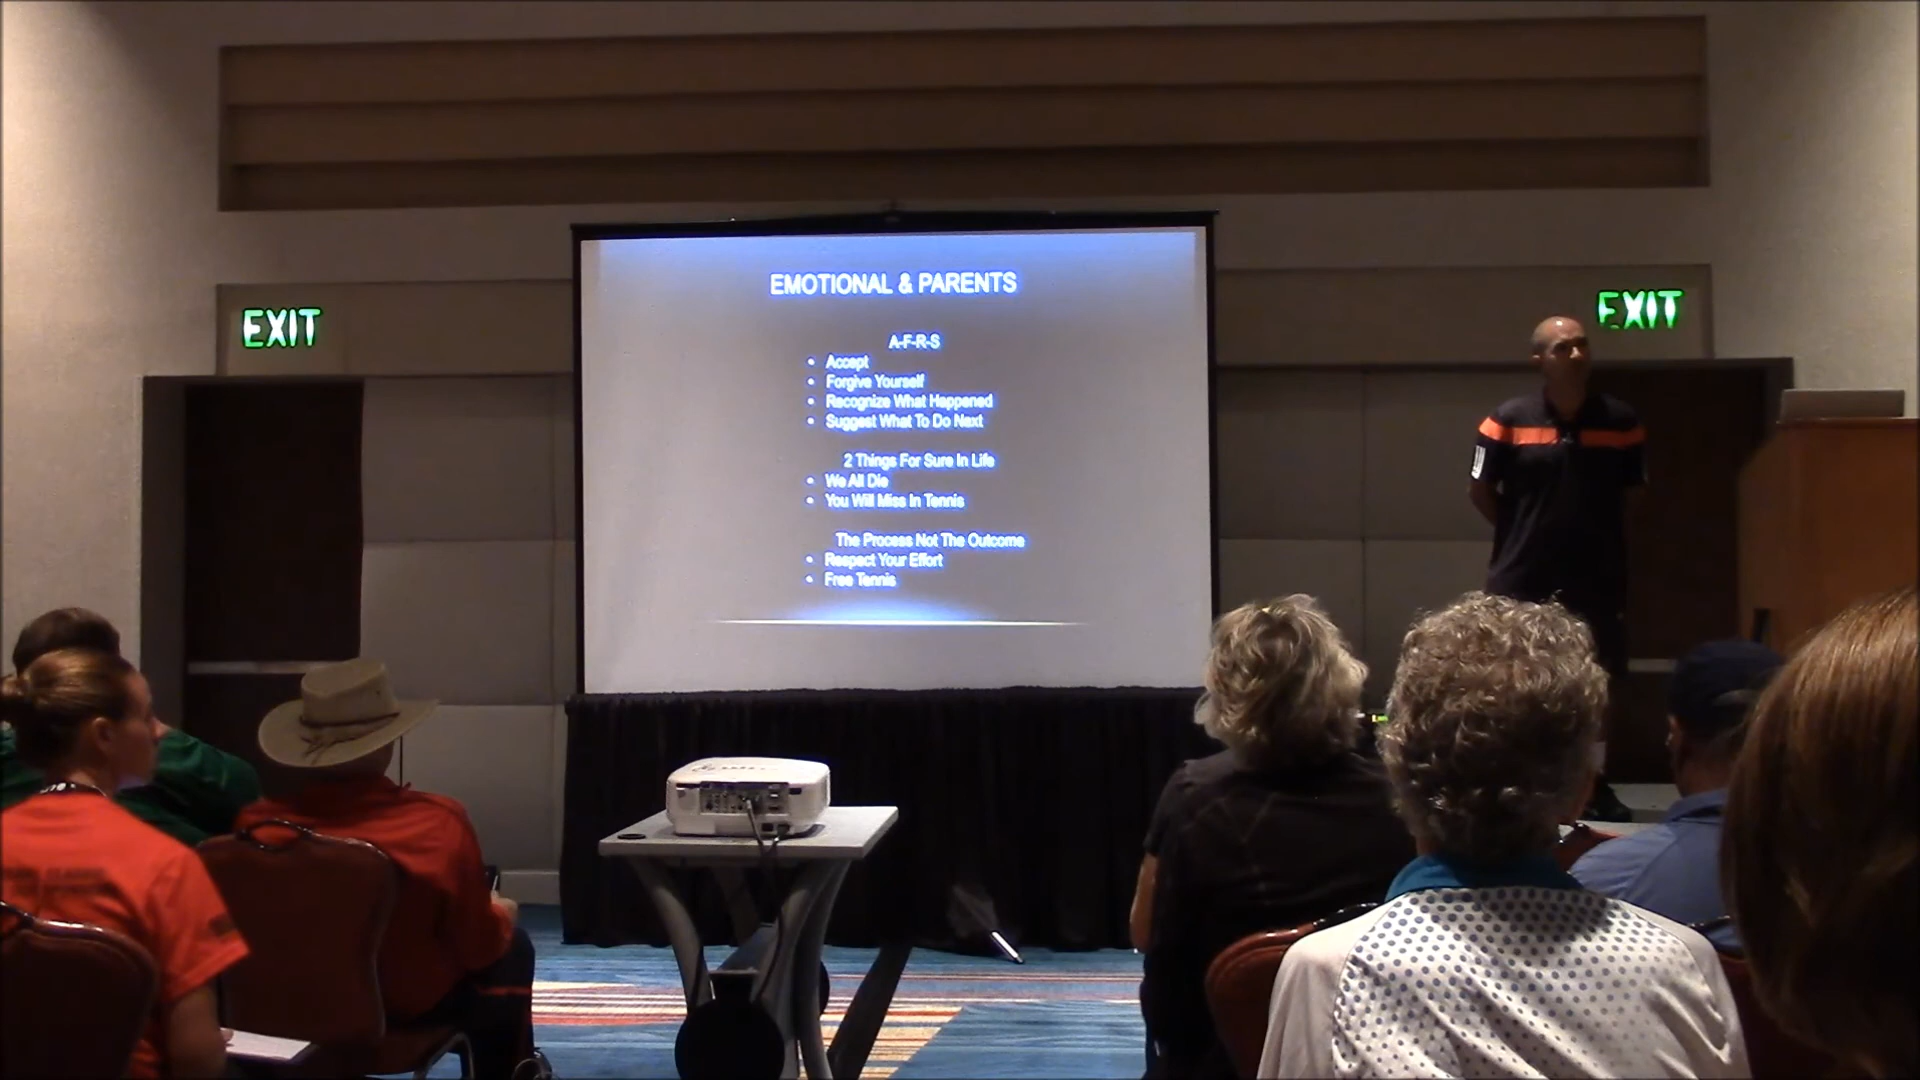 EMOTIONAL & PARENTS
A-F-R-S
• Accept
• Forgive Yourself
• Recognize What Happened
• Suggest What To Do Next
2 Things For Sure In Life
• We All Die
• You Will Miss In Tennis
The Process Not The Outcome
• Respect Your Effort
• Free Tennis
EXIT
EXIT